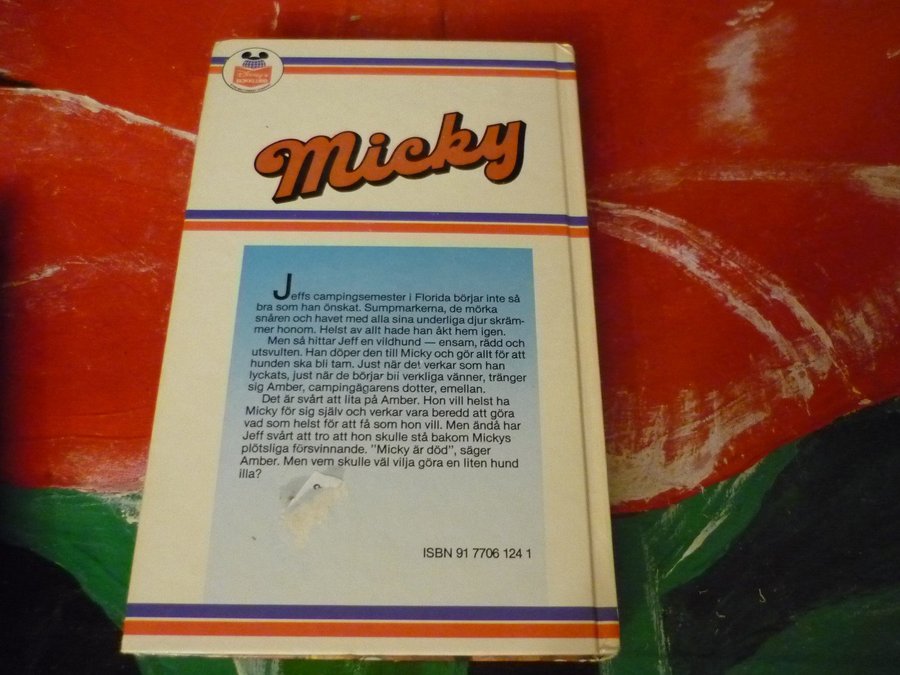 Disney's
Micky
Jeffs campingsemester i Florida börjar inte så
bra som han önskat. Sumpmarkerna, de mörka
snåren och havet med alla sina underliga djur skräm-
mer honom. Helst av allt hade han åkt hem igen.
Men så hittar Jeff en vildhund — ensam, rädd och
utsvulten. Han döper den till Micky och gör allt för att
hunden ska bli tam. Just när det verkar som han
lyckats, just när de börjar bli verkliga vänner, tränger
sig Amber, campingägarens dotter, emellan.
Det är svårt att lita på Amber. Hon vill helst ha
Micky för sig själv och verkar vara beredd att göra
vad som helst för att få som hon vill. Men ändå har
Jeff svårt att tro att hon skulle stå bakom Mickys
plötsliga försvinnande. ”Micky är död”, säger
Amber. Men vem skulle väl vilja göra en liten hund
illa?
ISBN 91 7706 124 1